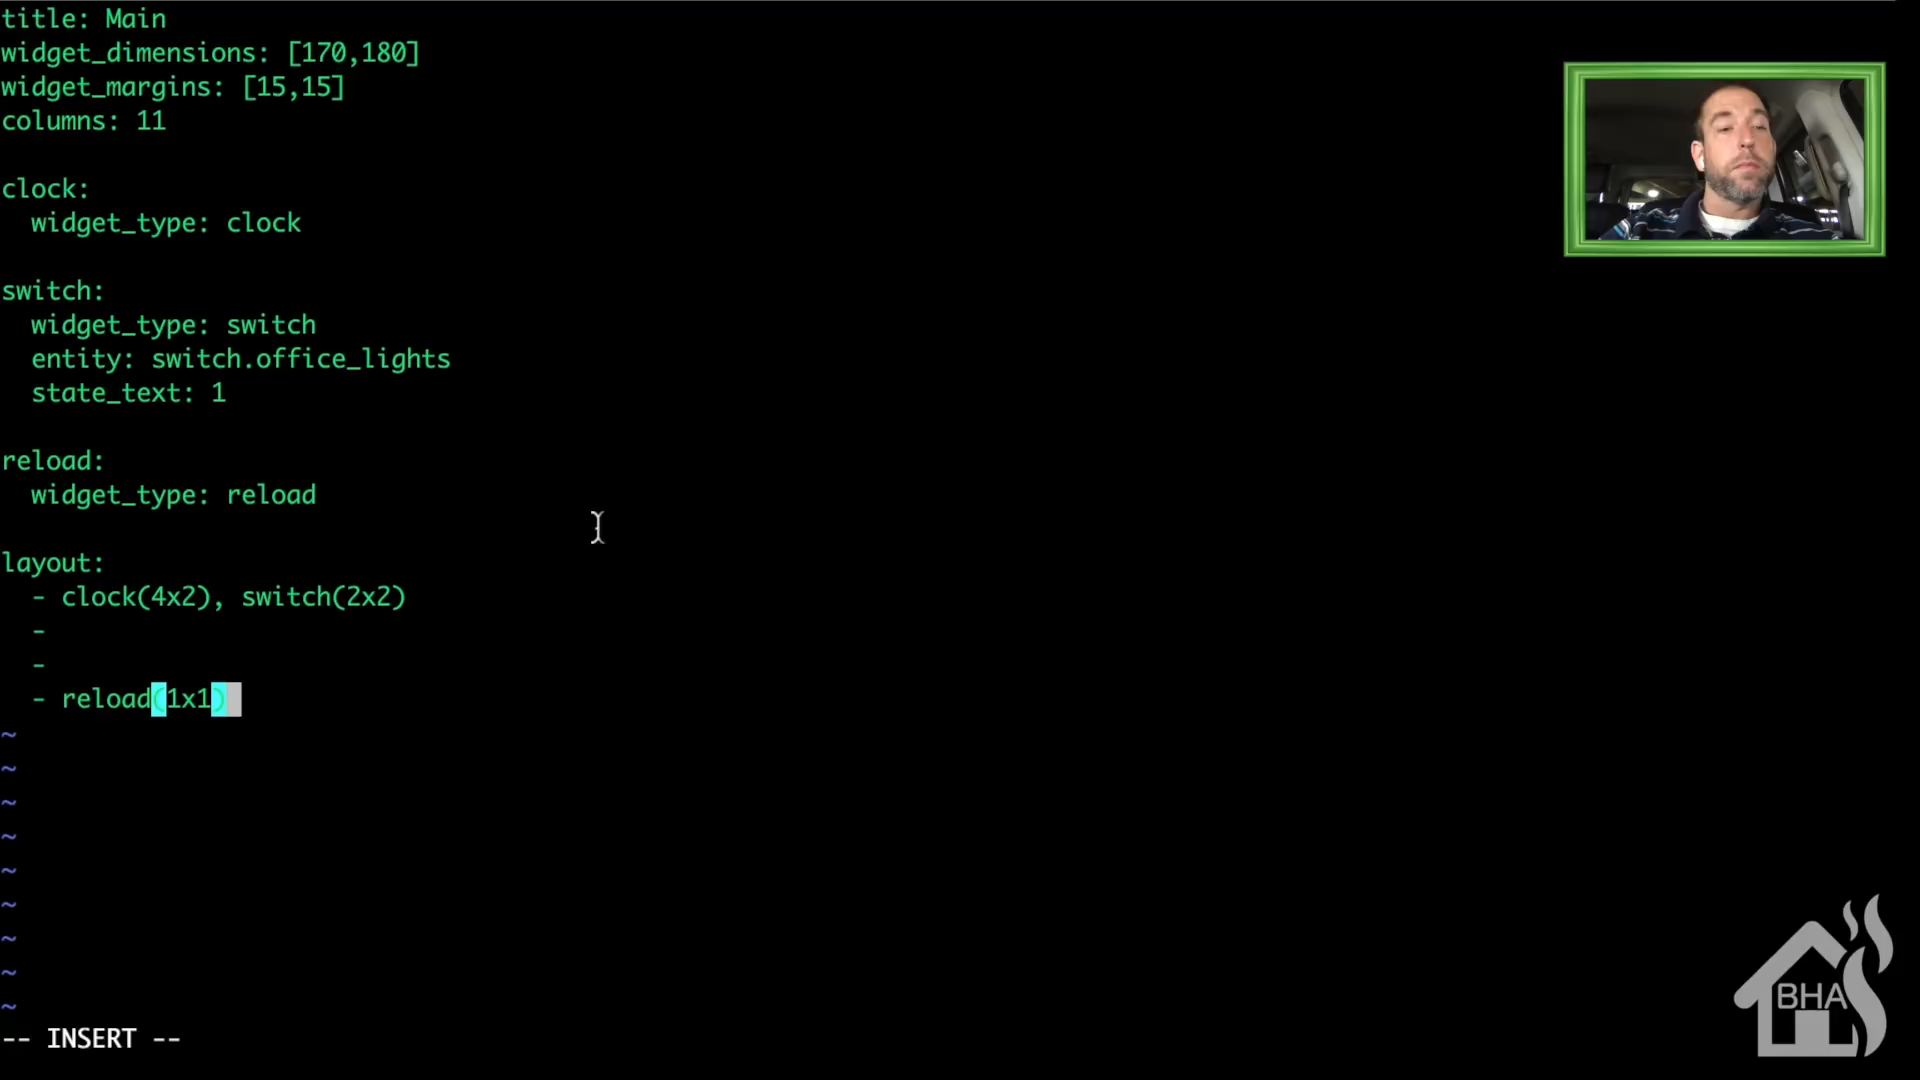 title: Main
widget_dimensions: [170,180]
widget_margins: [15,15]
columns: 11
clock:
  widget_type: clock
switch:
  widget_type: switch
  entity: switch.office_lights
  state_text: 1
reload:
  widget_type: reload
layout:
  - clock(4x2), switch(2x2)
  -
  -
  - reload(1x1)
~
~
~
~
~
~
~
~
~
-- INSERT --
BHA